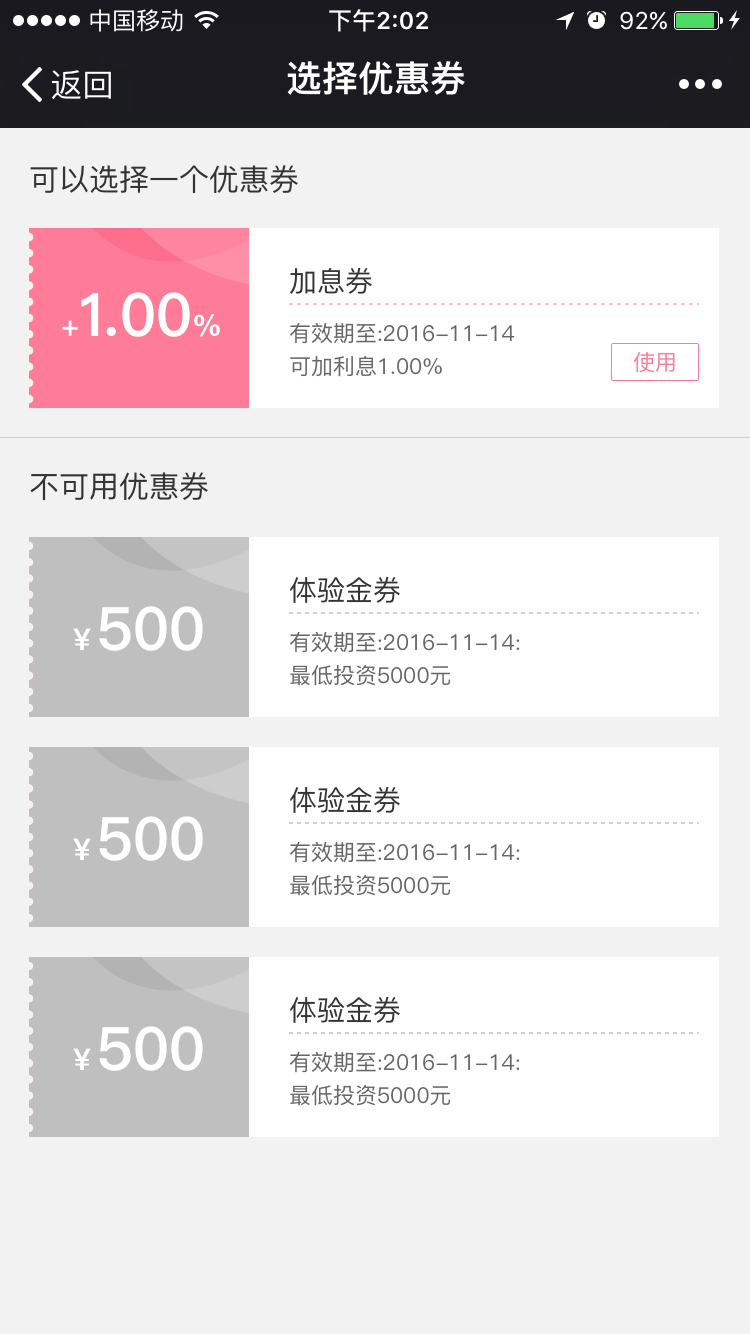 中国移动 下午2:02 92%
返回 选择优惠券
可以选择一个优惠券
+1.00%
加息券
有效期至:2016-11-14
可加利息1.00%
使用
不可用优惠券
¥500
体验金券
有效期至:2016-11-14:
最低投资5000元
¥500
体验金券
有效期至:2016-11-14:
最低投资5000元
¥500
体验金券
有效期至:2016-11-14:
最低投资5000元